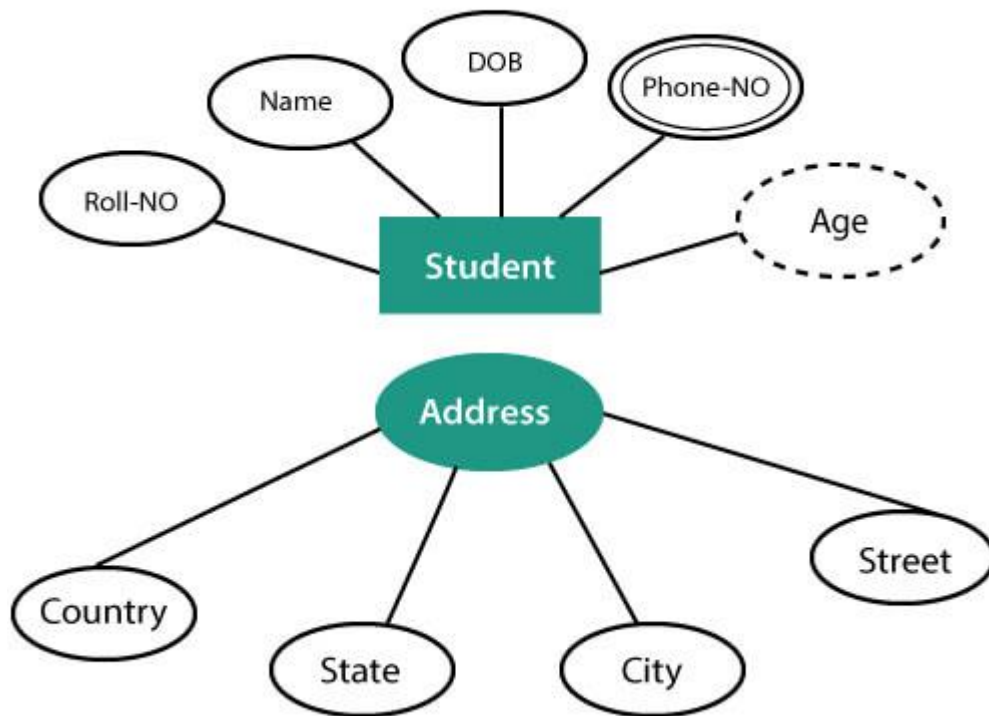 DOB
Phone-NO
Name
Roll-NO
Age
Student
Address
Country
State
City
Street